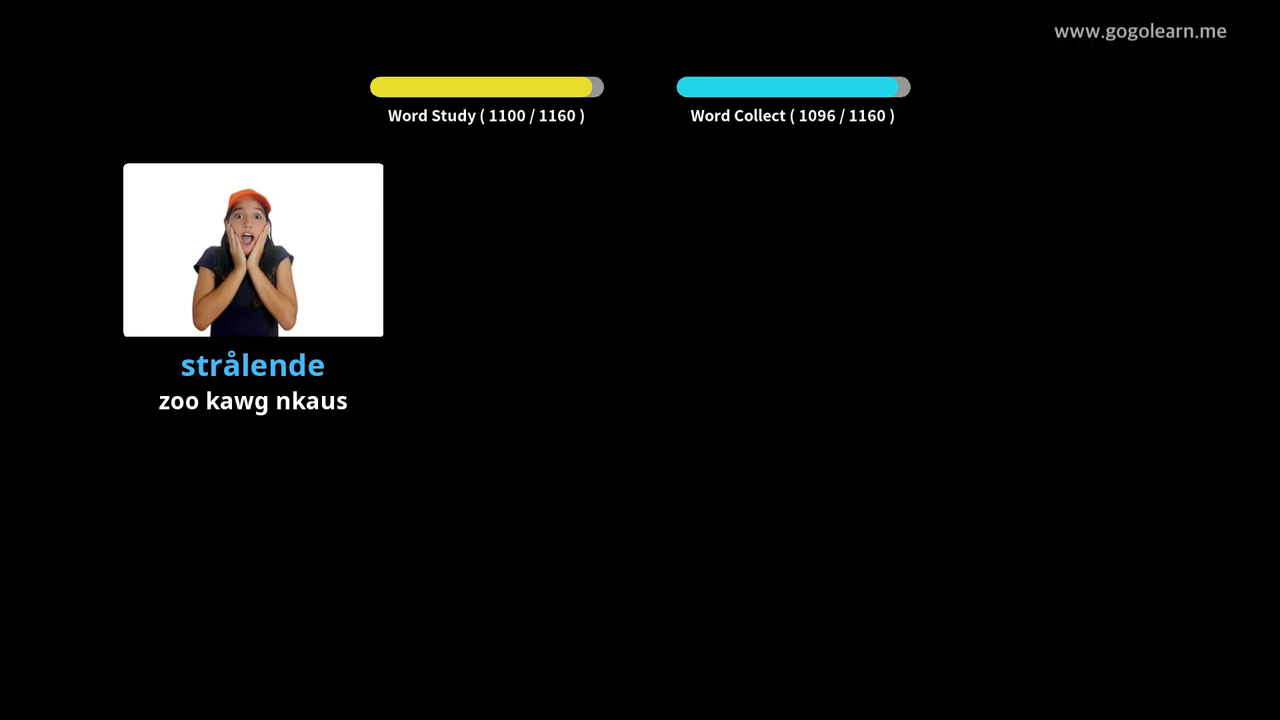 www.gogolearn.me
Word Study ( 1100 / 1160 )
Word Collect ( 1096 / 1160 )
strålende
zoo kawg nkaus